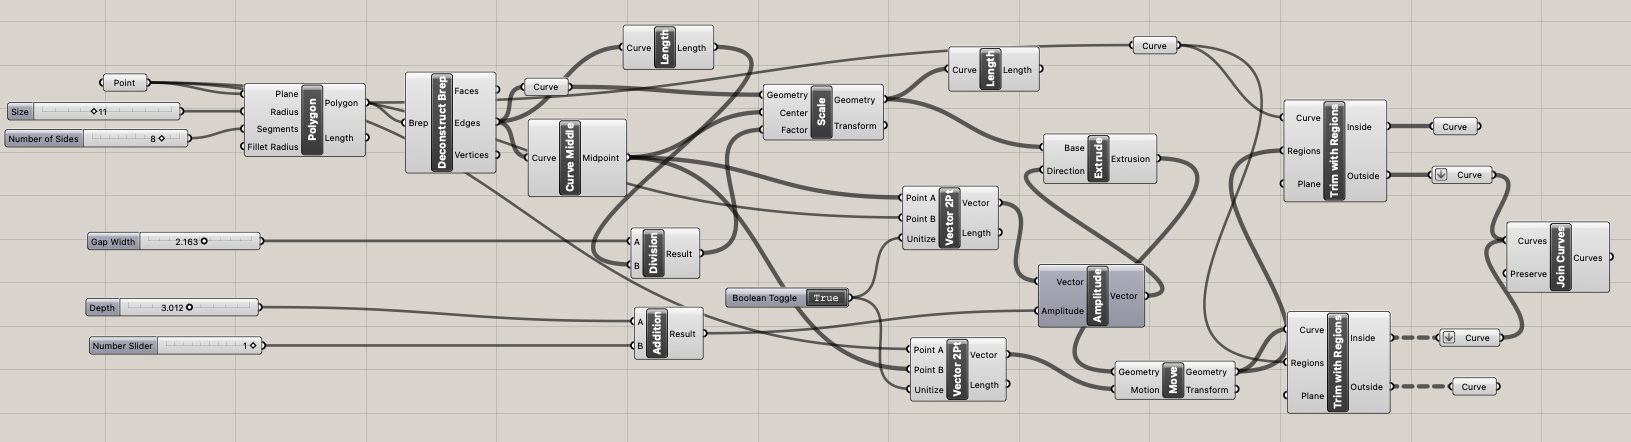 Point
Size
11
Number of Sides
8
Plane
Radius
Segments
Fillet Radius
Polygon
Polygon
Length
Brep
Deconstruct Brep
Faces
Edges
Vertices
Curve
Curve
Length
Length
Curve
Curve Middle
Midpoint
Geometry
Center
Factor
Scale
Geometry
Transform
Curve
Length
Length
Curve
Base
Direction
Extrude
Extrusion
Gap Width
2.163
A
B
Division
Result
Point A
Point B
Unitize
Vector 2Pt
Vector
Length
Boolean Toggle
True
Depth
3.012
Number Slider
1
A
B
Addition
Result
Vector
Amplitude
Amplitude
Vector
Point A
Point B
Unitize
Vector 2Pt
Vector
Length
Geometry
Motion
Move
Geometry
Transform
Curve
Regions
Plane
Trim with Regions
Inside
Outside
Curve
Curve
Curve
Regions
Plane
Trim with Regions
Inside
Outside
Curve
Curve
Curves
Preserve
Join Curves
Curves